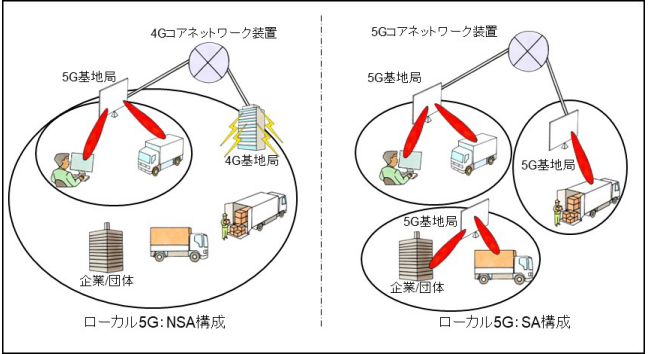 4Gコアネットワーク装置
5G基地局
4G基地局
企業/団体
ローカル5G：NSA構成
5Gコアネットワーク装置
5G基地局
5G基地局
5G基地局
企業/団体
ローカル5G：SA構成